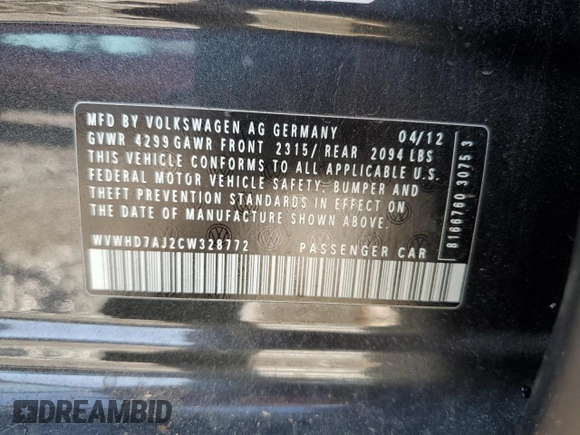 MFD BY VOLKSWAGEN AG GERMANY 04/12
GVWR 4299 GAWR FRONT 2315/ REAR 2094 LBS
THIS VEHICLE CONFORMS TO ALL APPLICABLE U.S.
FEDERAL MOTOR VEHICLE SAFETY, BUMPER AND
THEFT PREVENTION STANDARDS IN EFFECT ON
THE DATE OF MANUFACTURE SHOWN ABOVE.
WVWHD7AJ2CW328772 PASSENGER CAR
8166760 3075 3
DREAMBID